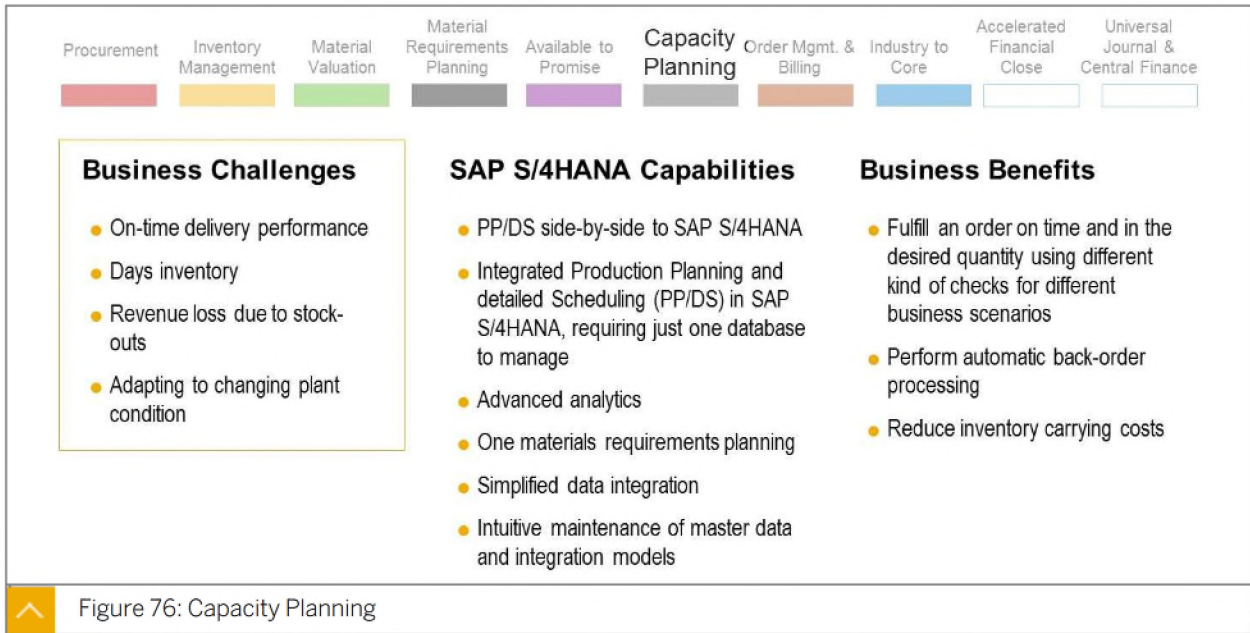 Procurement
Inventory
Management
Material
Valuation
Material
Requirements
Planning
Available to
Promise
Capacity
Planning
Order Mgmt. &
Billing
Industry to
Core
Accelerated
Financial
Close
Universal
Journal &
Central Finance
Business Challenges
On-time delivery performance
Days inventory
Revenue loss due to stock-
outs
Adapting to changing plant
condition
SAP S/4HANA Capabilities
PP/DS side-by-side to SAP S/4HANA
Integrated Production Planning and
detailed Scheduling (PP/DS) in SAP
S/4HANA, requiring just one database
to manage
Advanced analytics
One materials requirements planning
Simplified data integration
Intuitive maintenance of master data
and integration models
Business Benefits
Fulfill an order on time and in the
desired quantity using different
kind of checks for different
business scenarios
Perform automatic back-order
processing
Reduce inventory carrying costs
Figure 76: Capacity Planning